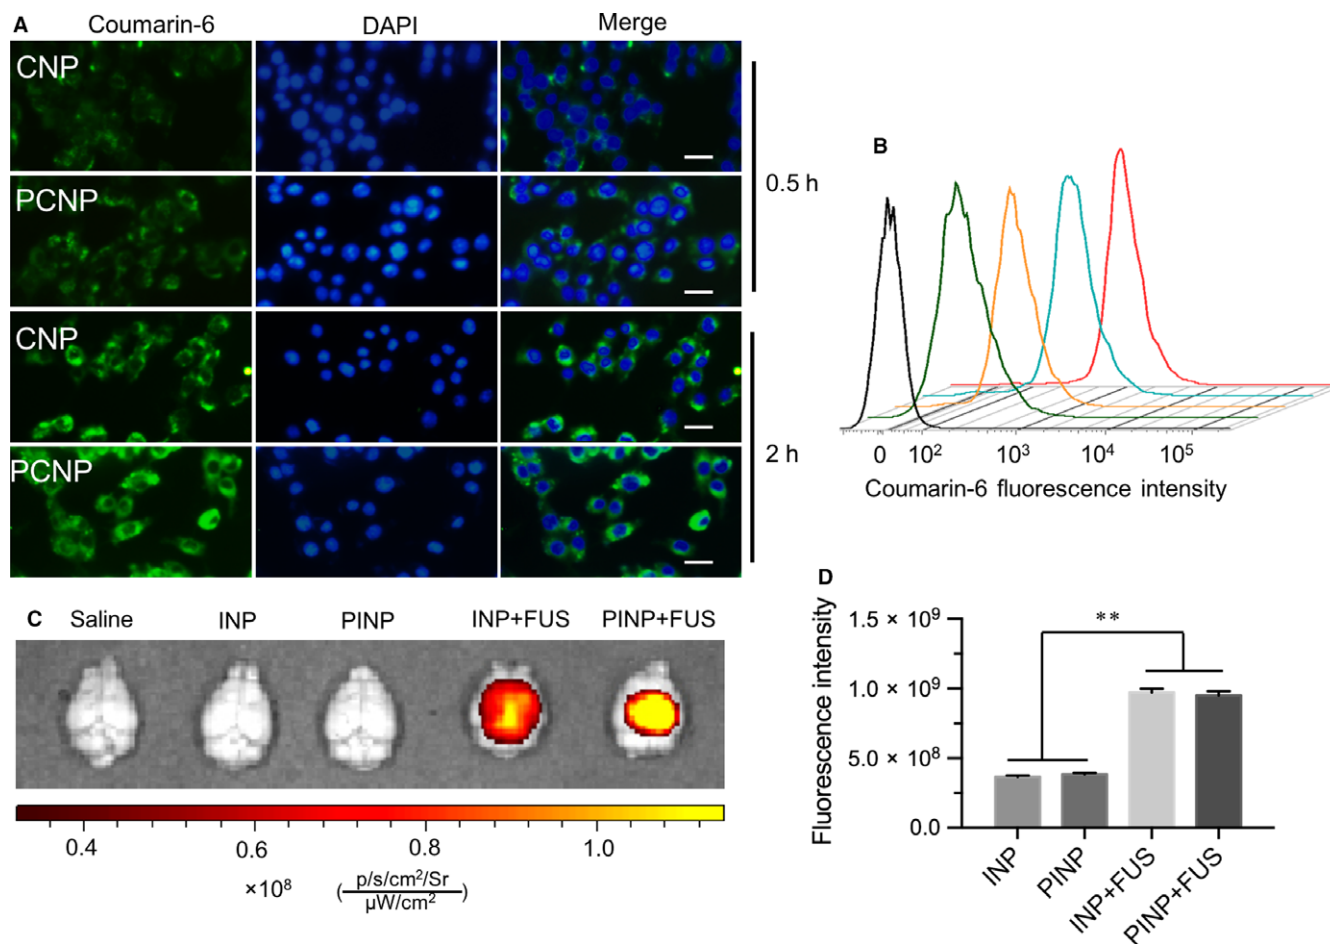 A
Coumarin-6
DAPI
Merge
CNP
PCNP
0.5 h
CNP
PCNP
2 h
B
0
10²
10³
10⁴
10⁵
Coumarin-6 fluorescence intensity
C
Saline
INP
PINP
INP+FUS
PINP+FUS
0.4
0.6
0.8
1.0
×10⁸
(p/s/cm²/Sr
µW/cm²)
D
Fluorescence intensity
1.5 × 10⁹
1.0 × 10⁹
5.0 × 10⁸
0.0
**
INP
PINP
INP+FUS
PINP+FUS